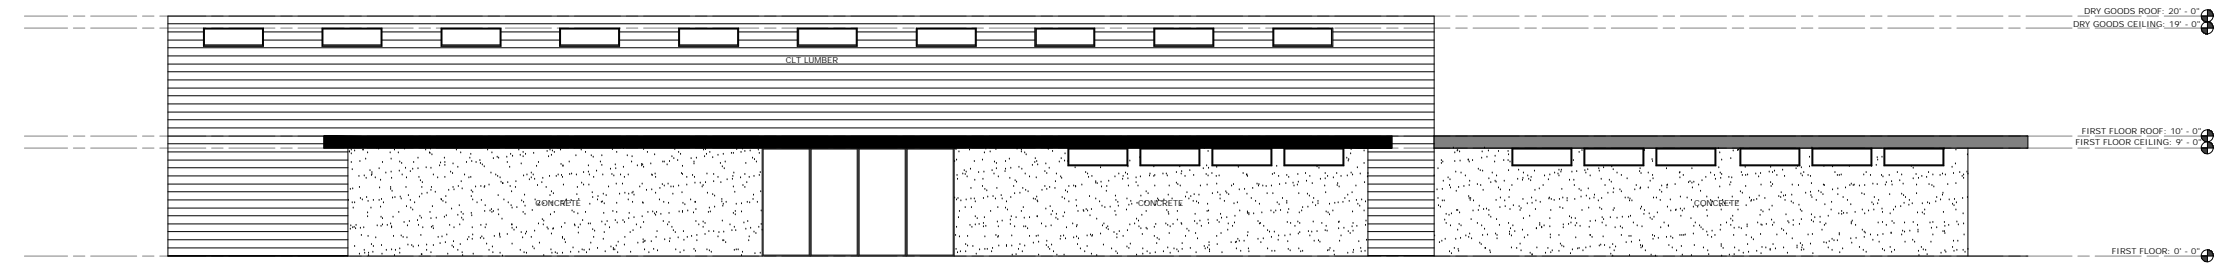 DRY GOODS ROOF: 20' - 0"
DRY GOODS CEILING: 19' - 0"
CLT LUMBER
FIRST FLOOR ROOF: 10' - 0"
FIRST FLOOR CEILING: 9' - 0"
CONCRETE
CONCRETE
CONCRETE
FIRST FLOOR: 0' - 0"